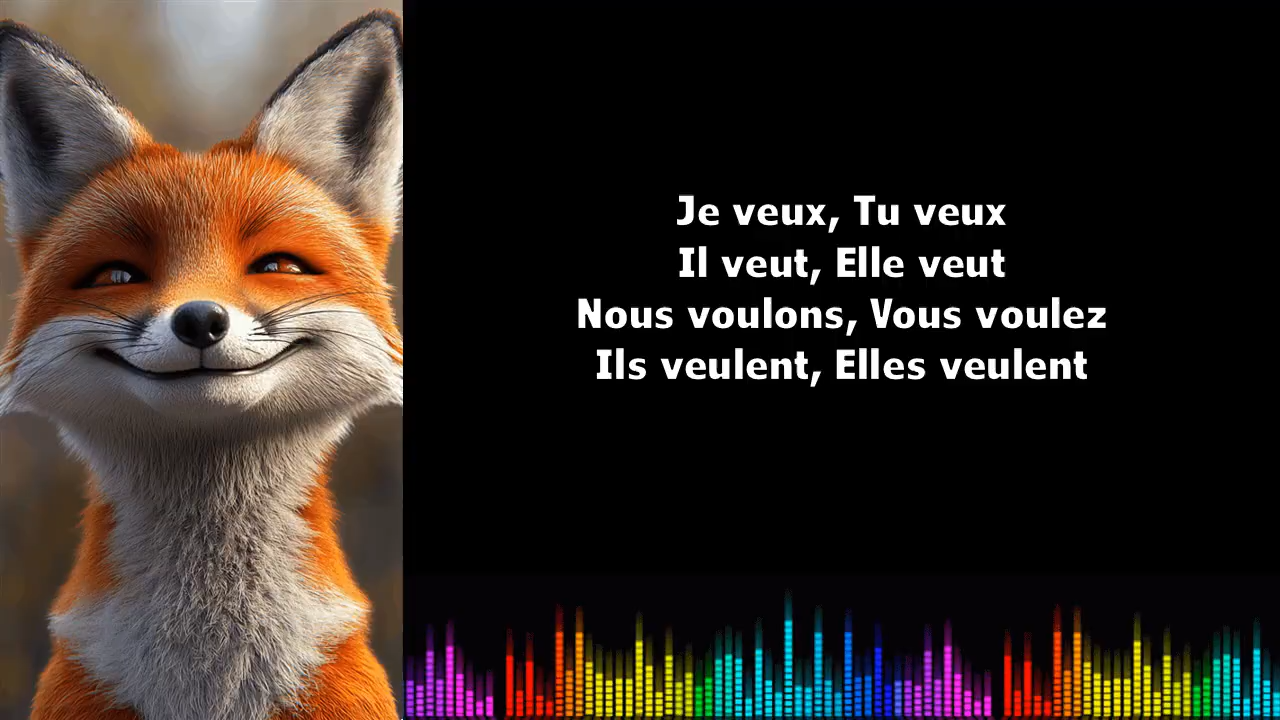 Je veux, Tu veux
Il veut, Elle veut
Nous voulons, Vous voulez
Ils veulent, Elles veulent